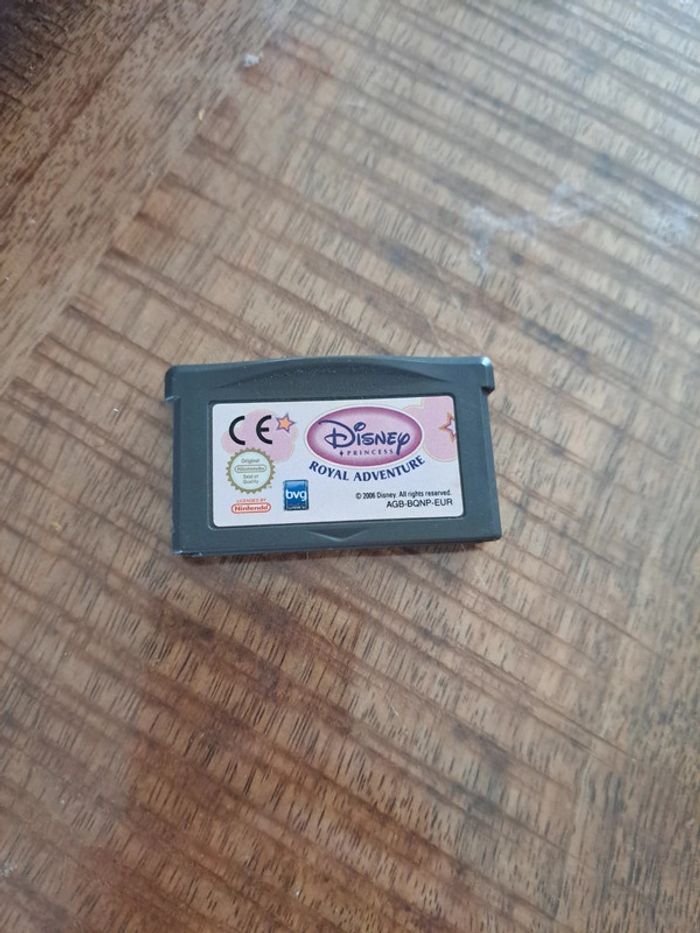 CE
Disney
PRINCESS
ROYAL ADVENTURE
Original
Nintendo
Seal of
Quality
LICENSED BY
Nintendo
bvg
© 2006 Disney. All rights reserved.
AGB-BQNP-EUR